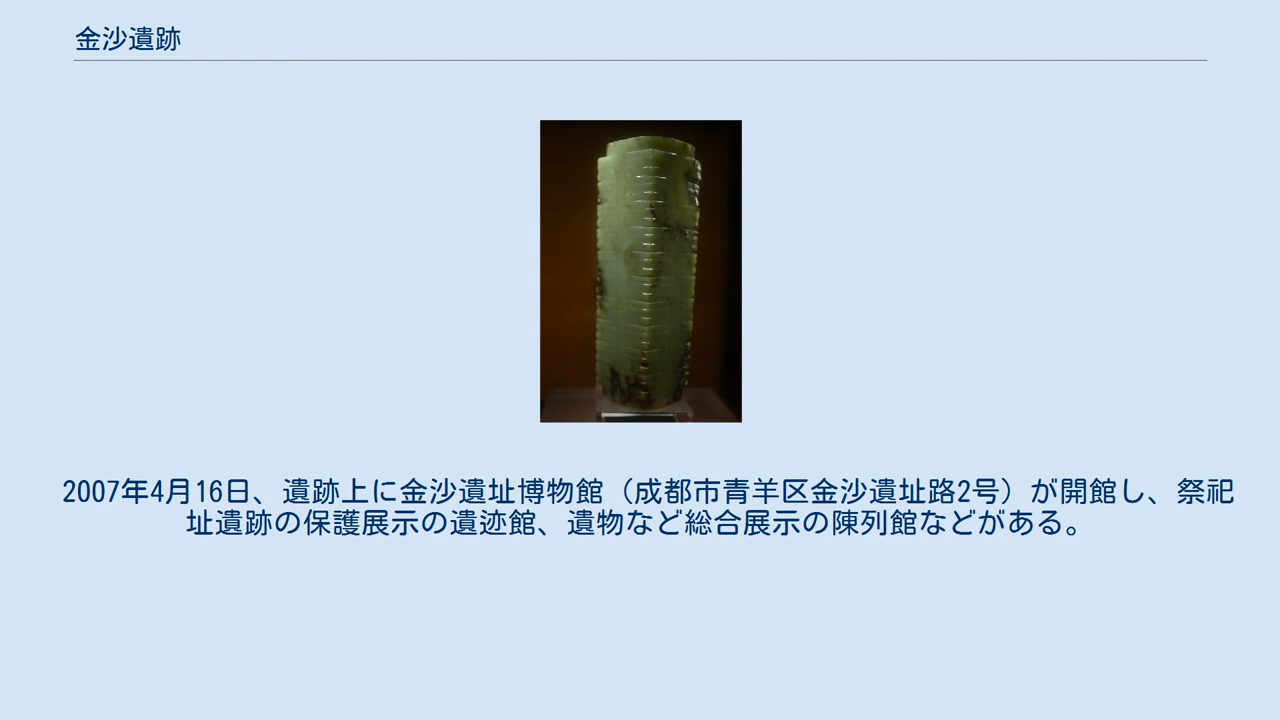 金沙遺跡
2007年4月16日、遺跡上に金沙遺址博物館（成都市青羊区金沙遺址路2号）が開館し、祭祀
址遺跡の保護展示の遺迹館、遺物など総合展示の陳列館などがある。